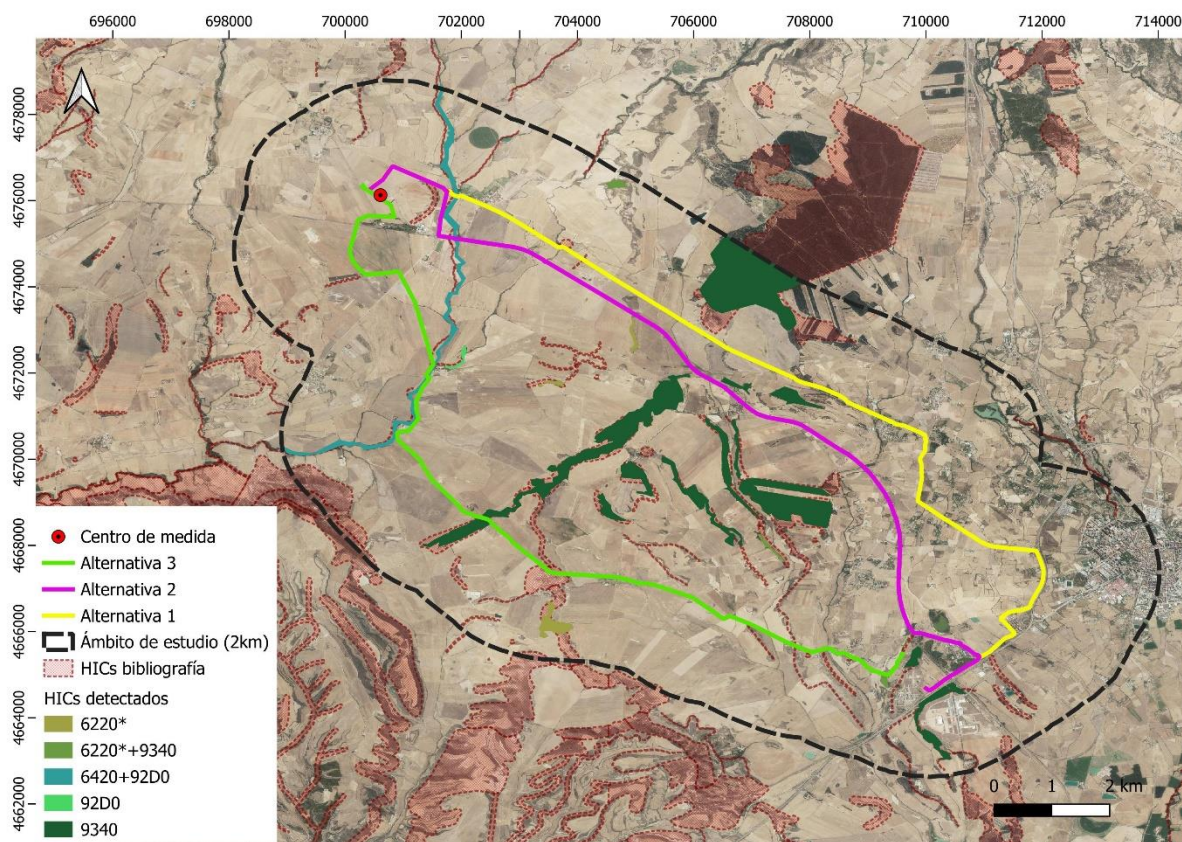 696000 698000 700000 702000 704000 706000 708000 710000 712000 714000
4678000
4676000
4674000
4672000
4670000
4668000
4666000
4664000
4662000
Centro de medida
Alternativa 3
Alternativa 2
Alternativa 1
Ámbito de estudio (2km)
HICs bibliografía
HICs detectados
6220*
6220*+9340
6420+92D0
92D0
9340
0 1 2 km